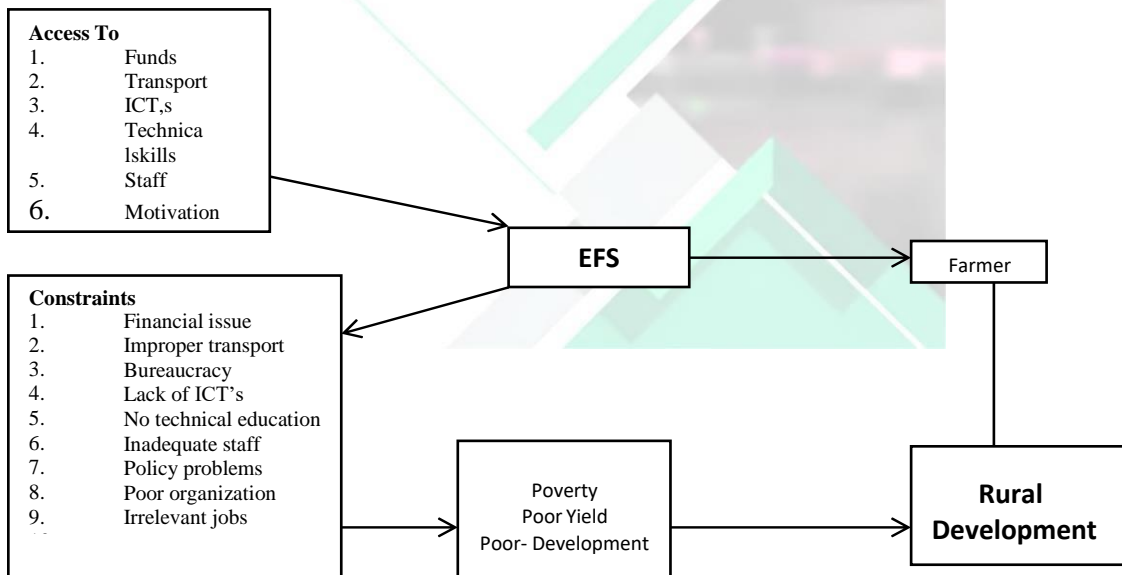 Access To
1. Funds
2. Transport
3. ICT,s
4. Technica
lskills
5. Staff
6. Motivation
EFS
Farmer
Constraints
1. Financial issue
2. Improper transport
3. Bureaucracy
4. Lack of ICT’s
5. No technical education
6. Inadequate staff
7. Policy problems
8. Poor organization
9. Irrelevant jobs
Poverty
Poor Yield
Poor- Development
Rural
Development